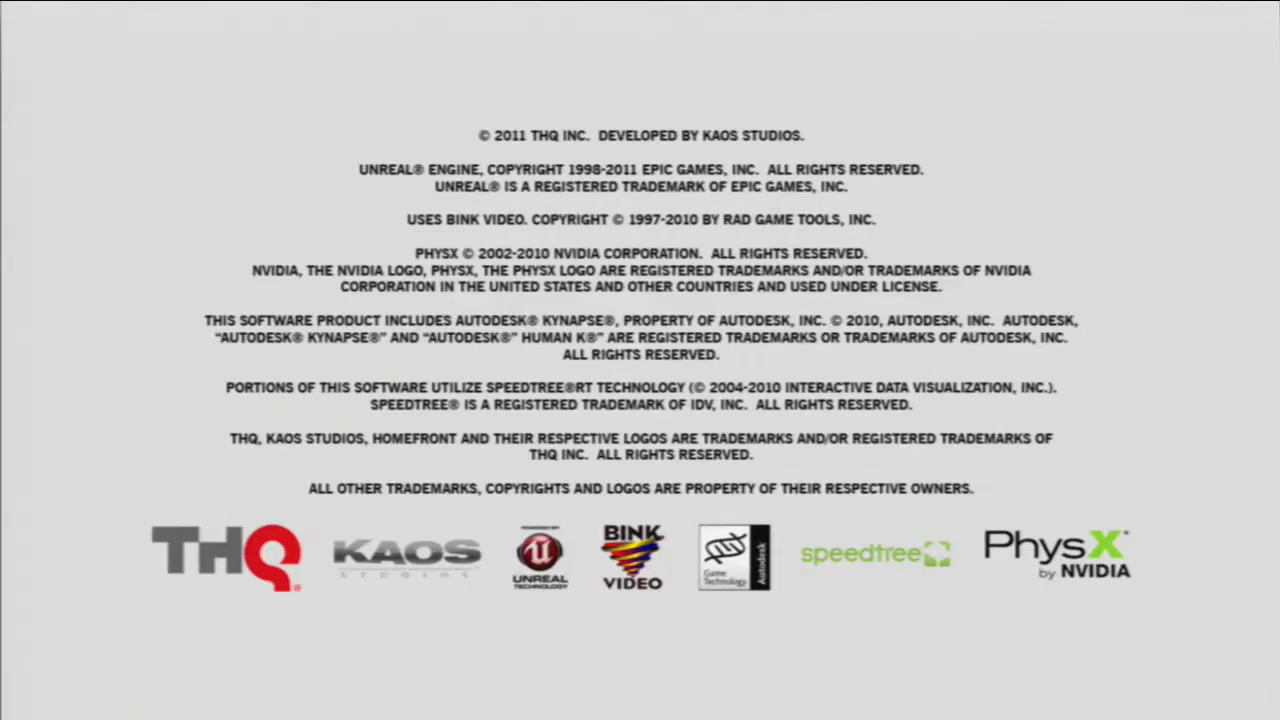 © 2011 THQ INC.  DEVELOPED BY KAOS STUDIOS.
UNREAL® ENGINE, COPYRIGHT 1998-2011 EPIC GAMES, INC.  ALL RIGHTS RESERVED.
UNREAL® IS A REGISTERED TRADEMARK OF EPIC GAMES, INC.
USES BINK VIDEO. COPYRIGHT © 1997-2010 BY RAD GAME TOOLS, INC.
PHYSX © 2002-2010 NVIDIA CORPORATION.  ALL RIGHTS RESERVED.
NVIDIA, THE NVIDIA LOGO, PHYSX, THE PHYSX LOGO ARE REGISTERED TRADEMARKS AND/OR TRADEMARKS OF NVIDIA
CORPORATION IN THE UNITED STATES AND OTHER COUNTRIES AND USED UNDER LICENSE.
THIS SOFTWARE PRODUCT INCLUDES AUTODESK® KYNAPSE®, PROPERTY OF AUTODESK, INC. © 2010, AUTODESK, INC.  AUTODESK,
“AUTODESK® KYNAPSE®” AND “AUTODESK®” HUMAN K®” ARE REGISTERED TRADEMARKS OR TRADEMARKS OF AUTODESK, INC.
ALL RIGHTS RESERVED.
PORTIONS OF THIS SOFTWARE UTILIZE SPEEDTREE®RT TECHNOLOGY (© 2004-2010 INTERACTIVE DATA VISUALIZATION, INC.).
SPEEDTREE® IS A REGISTERED TRADEMARK OF IDV, INC.  ALL RIGHTS RESERVED.
THQ, KAOS STUDIOS, HOMEFRONT AND THEIR RESPECTIVE LOGOS ARE TRADEMARKS AND/OR REGISTERED TRADEMARKS OF
THQ INC.  ALL RIGHTS RESERVED.
ALL OTHER TRADEMARKS, COPYRIGHTS AND LOGOS ARE PROPERTY OF THEIR RESPECTIVE OWNERS.
THQ®
KAOS
STUDIOS
POWERED BY
UNREAL
TECHNOLOGY
BINK
VIDEO
Game
Technology
Autodesk
speedtree
PhysX
by NVIDIA